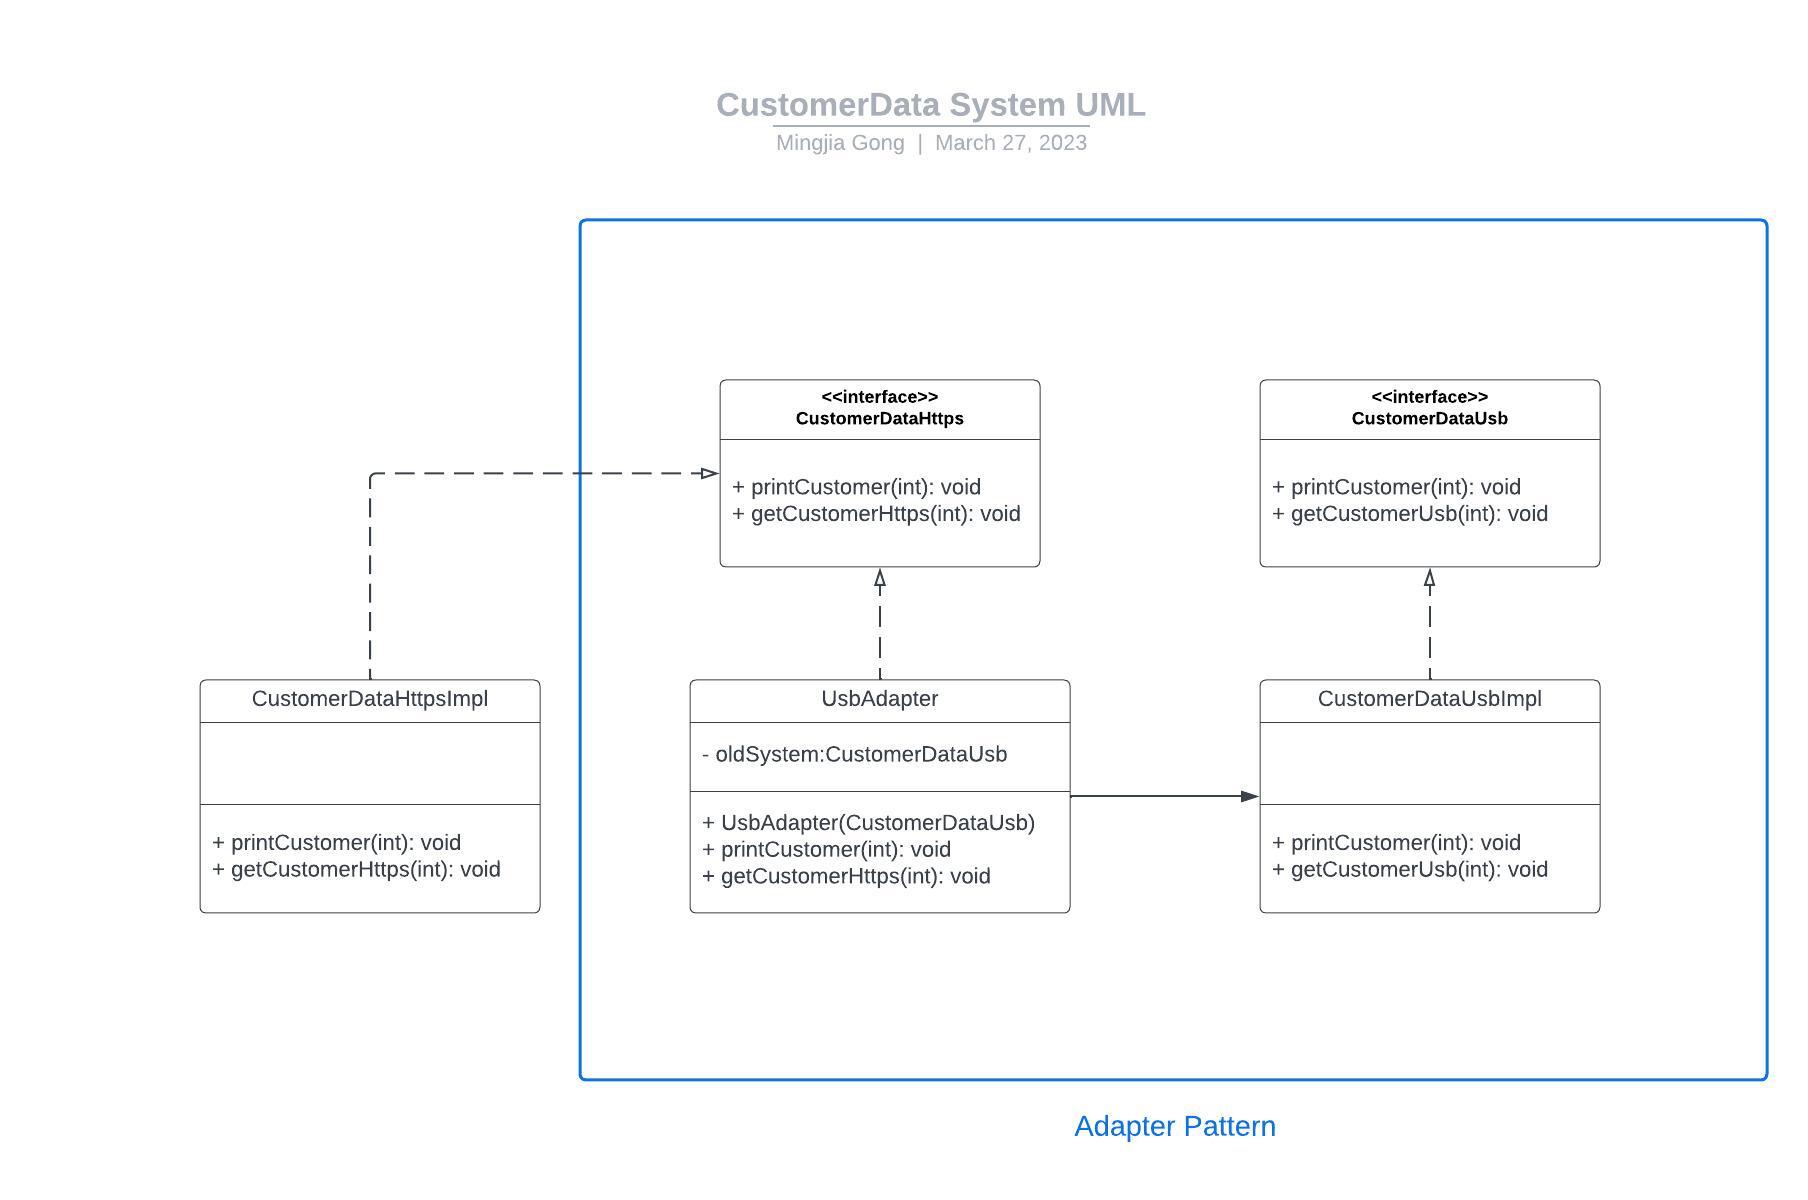 CustomerData System UML
Mingjia Gong | March 27, 2023
<<interface>>
CustomerDataHttps
+ printCustomer(int): void
+ getCustomerHttps(int): void
<<interface>>
CustomerDataUsb
+ printCustomer(int): void
+ getCustomerUsb(int): void
CustomerDataHttpsImpl
+ printCustomer(int): void
+ getCustomerHttps(int): void
UsbAdapter
- oldSystem:CustomerDataUsb
+ UsbAdapter(CustomerDataUsb)
+ printCustomer(int): void
+ getCustomerHttps(int): void
CustomerDataUsbImpl
+ printCustomer(int): void
+ getCustomerUsb(int): void
Adapter Pattern